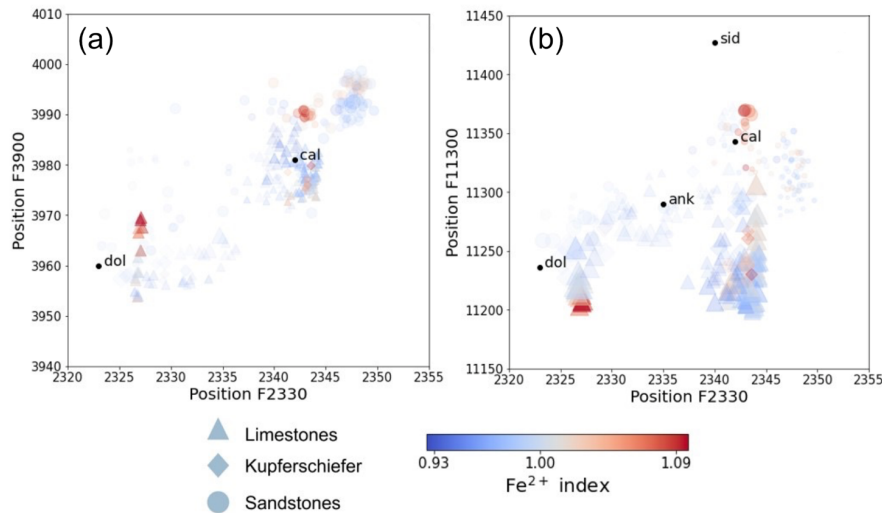 (a)
4010
4000
3990
3980
3970
3960
3950
3940
Position F3900
cal
dol
2320 2325 2330 2335 2340 2345 2350 2355
Position F2330
(b)
11450
11400
11350
11300
11250
11200
11150
Position F11300
sid
cal
ank
dol
2320 2325 2330 2335 2340 2345 2350 2355
Position F2330
Limestones
Kupferschiefer
Sandstones
0.93 1.00 1.09
Fe²⁺ index